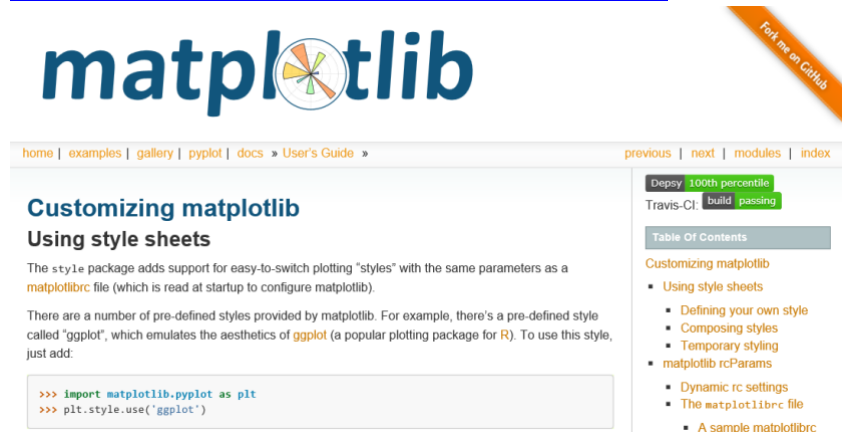 matplotlib
Fork me on GitHub
home | examples | gallery | pyplot | docs » User's Guide »
previous | next | modules | index
Customizing matplotlib
Using style sheets
The style package adds support for easy-to-switch plotting “styles” with the same parameters as a
matplotlibrc file (which is read at startup to configure matplotlib).
There are a number of pre-defined styles provided by matplotlib. For example, there’s a pre-defined style
called “ggplot”, which emulates the aesthetics of ggplot (a popular plotting package for R). To use this style,
just add:
>>> import matplotlib.pyplot as plt
>>> plt.style.use('ggplot')
Depsy 100th percentile
Travis-CI: build passing
Table Of Contents
Customizing matplotlib
Using style sheets
Defining your own style
Composing styles
Temporary styling
matplotlib rcParams
Dynamic rc settings
The matplotlibrc file
A sample matplotlibrc